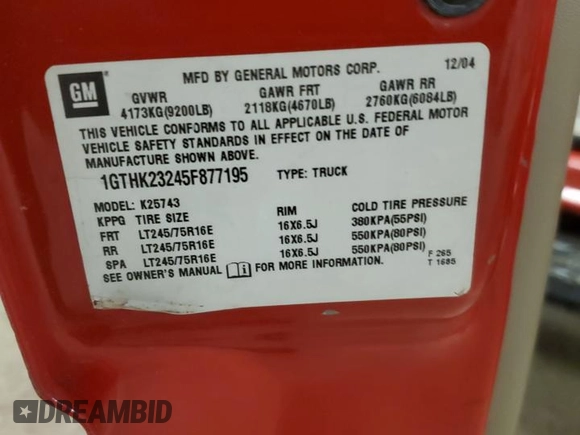 GM
MFD BY GENERAL MOTORS CORP. 12/04
GVWR GAWR FRT GAWR RR
4173KG(9200LB) 2118KG(4670LB) 2760KG(6084LB)
THIS VEHICLE CONFORMS TO ALL APPLICABLE U.S. FEDERAL MOTOR
VEHICLE SAFETY STANDARDS IN EFFECT ON THE DATE OF
MANUFACTURE SHOWN ABOVE.
1GTHK23245F877195 TYPE: TRUCK
MODEL: K25743
KPPG TIRE SIZE RIM COLD TIRE PRESSURE
FRT LT245/75R16E 16X6.5J 380KPA(55PSI)
RR LT245/75R16E 16X6.5J 550KPA(80PSI)
SPA LT245/75R16E 16X6.5J 550KPA(80PSI)
SEE OWNER'S MANUAL FOR MORE INFORMATION.
F 265
T 1685
DREAMBID